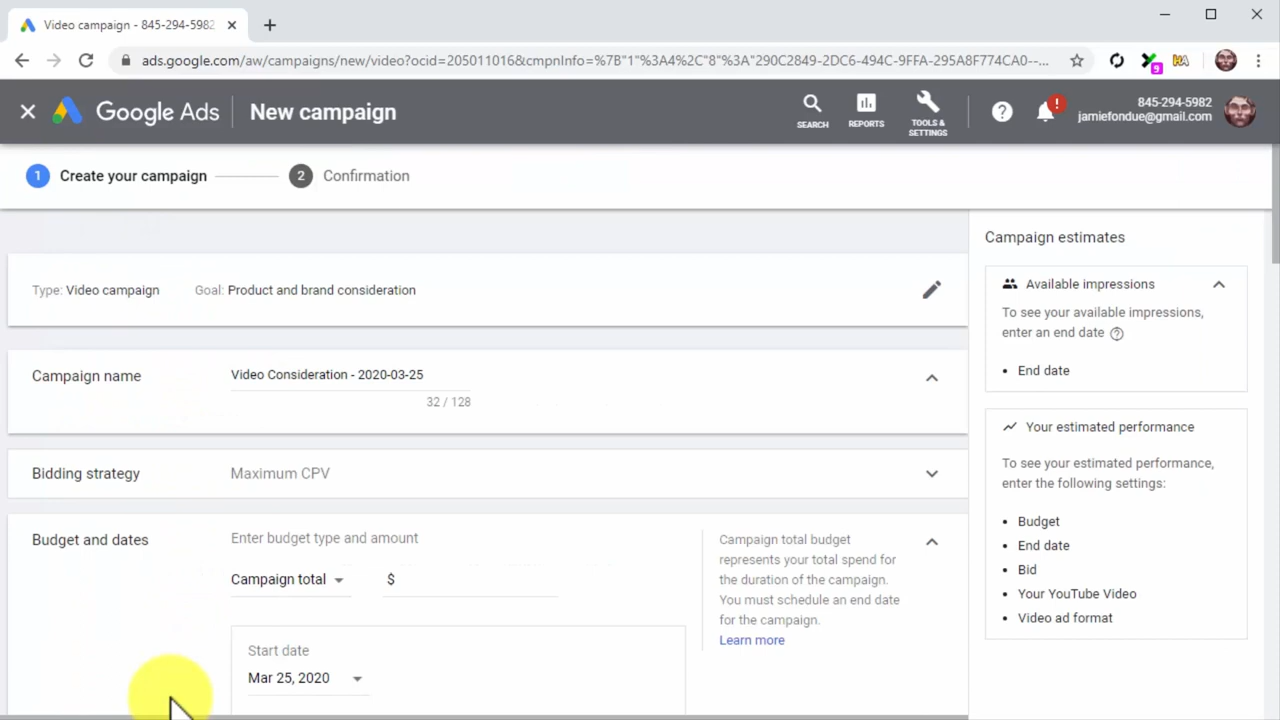 Video campaign - 845-294-5982
ads.google.com/aw/campaigns/new/video?ocid=205011016&cmpnInfo=%7B"1"%3A4%2C"8"%3A"290C2849-2DC6-494C-9FFA-295A8F774CA0--...
9
Google Ads
New campaign
SEARCH
REPORTS
TOOLS &
SETTINGS
?
!
845-294-5982
jamiefondue@gmail.com
1 Create your campaign
2 Confirmation
Type: Video campaign
Goal: Product and brand consideration
Campaign name
Video Consideration - 2020-03-25
32 / 128
Bidding strategy
Maximum CPV
Budget and dates
Enter budget type and amount
Campaign total
$
Campaign total budget
represents your total spend for
the duration of the campaign.
You must schedule an end date
for the campaign.
Learn more
Start date
Mar 25, 2020
Campaign estimates
Available impressions
To see your available impressions,
enter an end date ?
• End date
Your estimated performance
To see your estimated performance,
enter the following settings:
• Budget
• End date
• Bid
• Your YouTube Video
• Video ad format